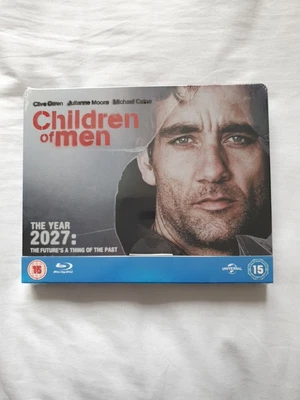 Clive Owen Julianne Moore Michael Caine
Children
of men
THE YEAR
2027:
THE FUTURE'S A THING OF THE PAST
15 Blu-ray Disc UNIVERSAL 15